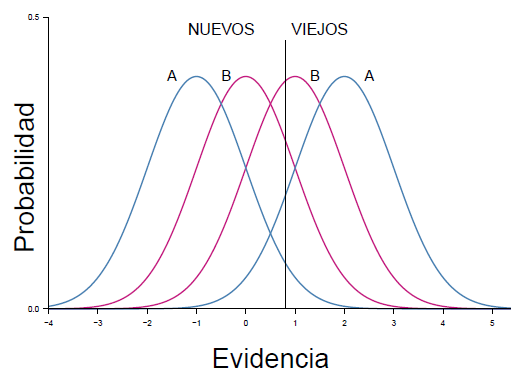 0.5
NUEVOS VIEJOS
A B B A
Probabilidad
0.0
−4 −3 −2 −1 0 1 2 3 4 5
Evidencia